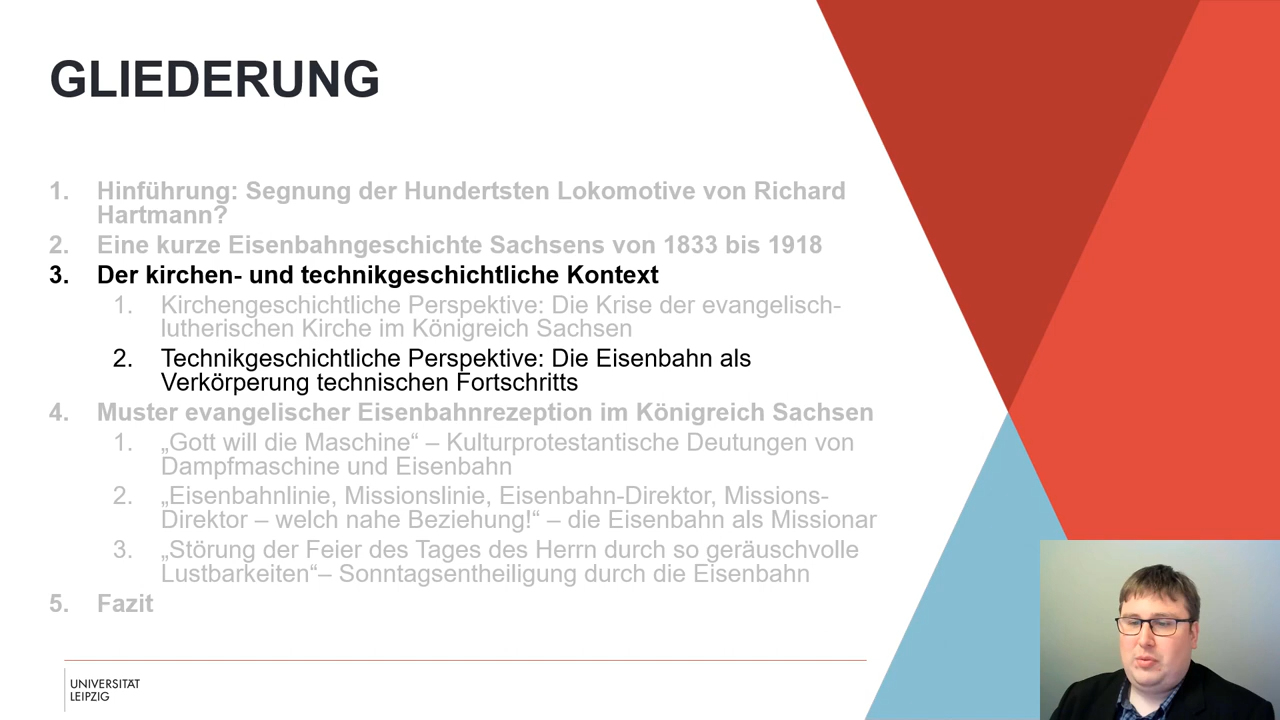 GLIEDERUNG
1. Hinführung: Segnung der Hundertsten Lokomotive von Richard
Hartmann?
2. Eine kurze Eisenbahngeschichte Sachsens von 1833 bis 1918
3. Der kirchen- und technikgeschichtliche Kontext
1. Kirchengeschichtliche Perspektive: Die Krise der evangelisch-
lutherischen Kirche im Königreich Sachsen
2. Technikgeschichtliche Perspektive: Die Eisenbahn als
Verkörperung technischen Fortschritts
4. Muster evangelischer Eisenbahnrezeption im Königreich Sachsen
1. „Gott will die Maschine“ – Kulturprotestantische Deutungen von
Dampfmaschine und Eisenbahn
2. „Eisenbahnlinie, Missionslinie, Eisenbahn-Direktor, Missions-
Direktor – welch nahe Beziehung!“ – die Eisenbahn als Missionar
3. „Störung der Feier des Tages des Herrn durch so geräuschvolle
Lustbarkeiten“– Sonntagsentheiligung durch die Eisenbahn
5. Fazit
UNIVERSITÄT
LEIPZIG